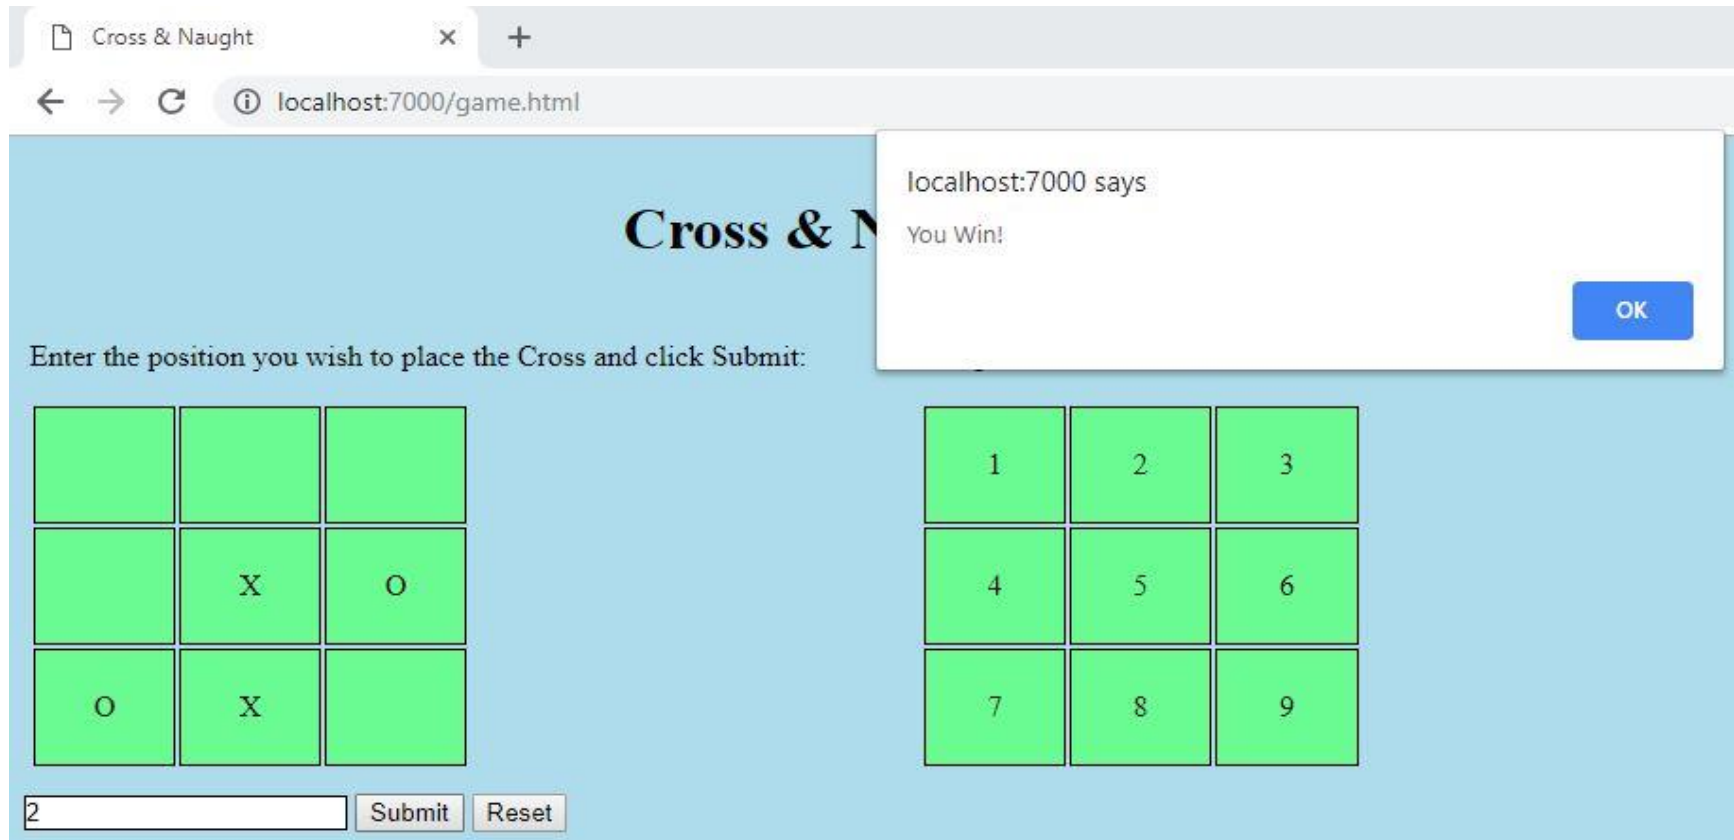 Cross & Naught
localhost:7000/game.html
localhost:7000 says
You Win!
OK
Cross &
Enter the position you wish to place the Cross and click Submit:
X O
O X
1 2 3
4 5 6
7 8 9
2 Submit Reset